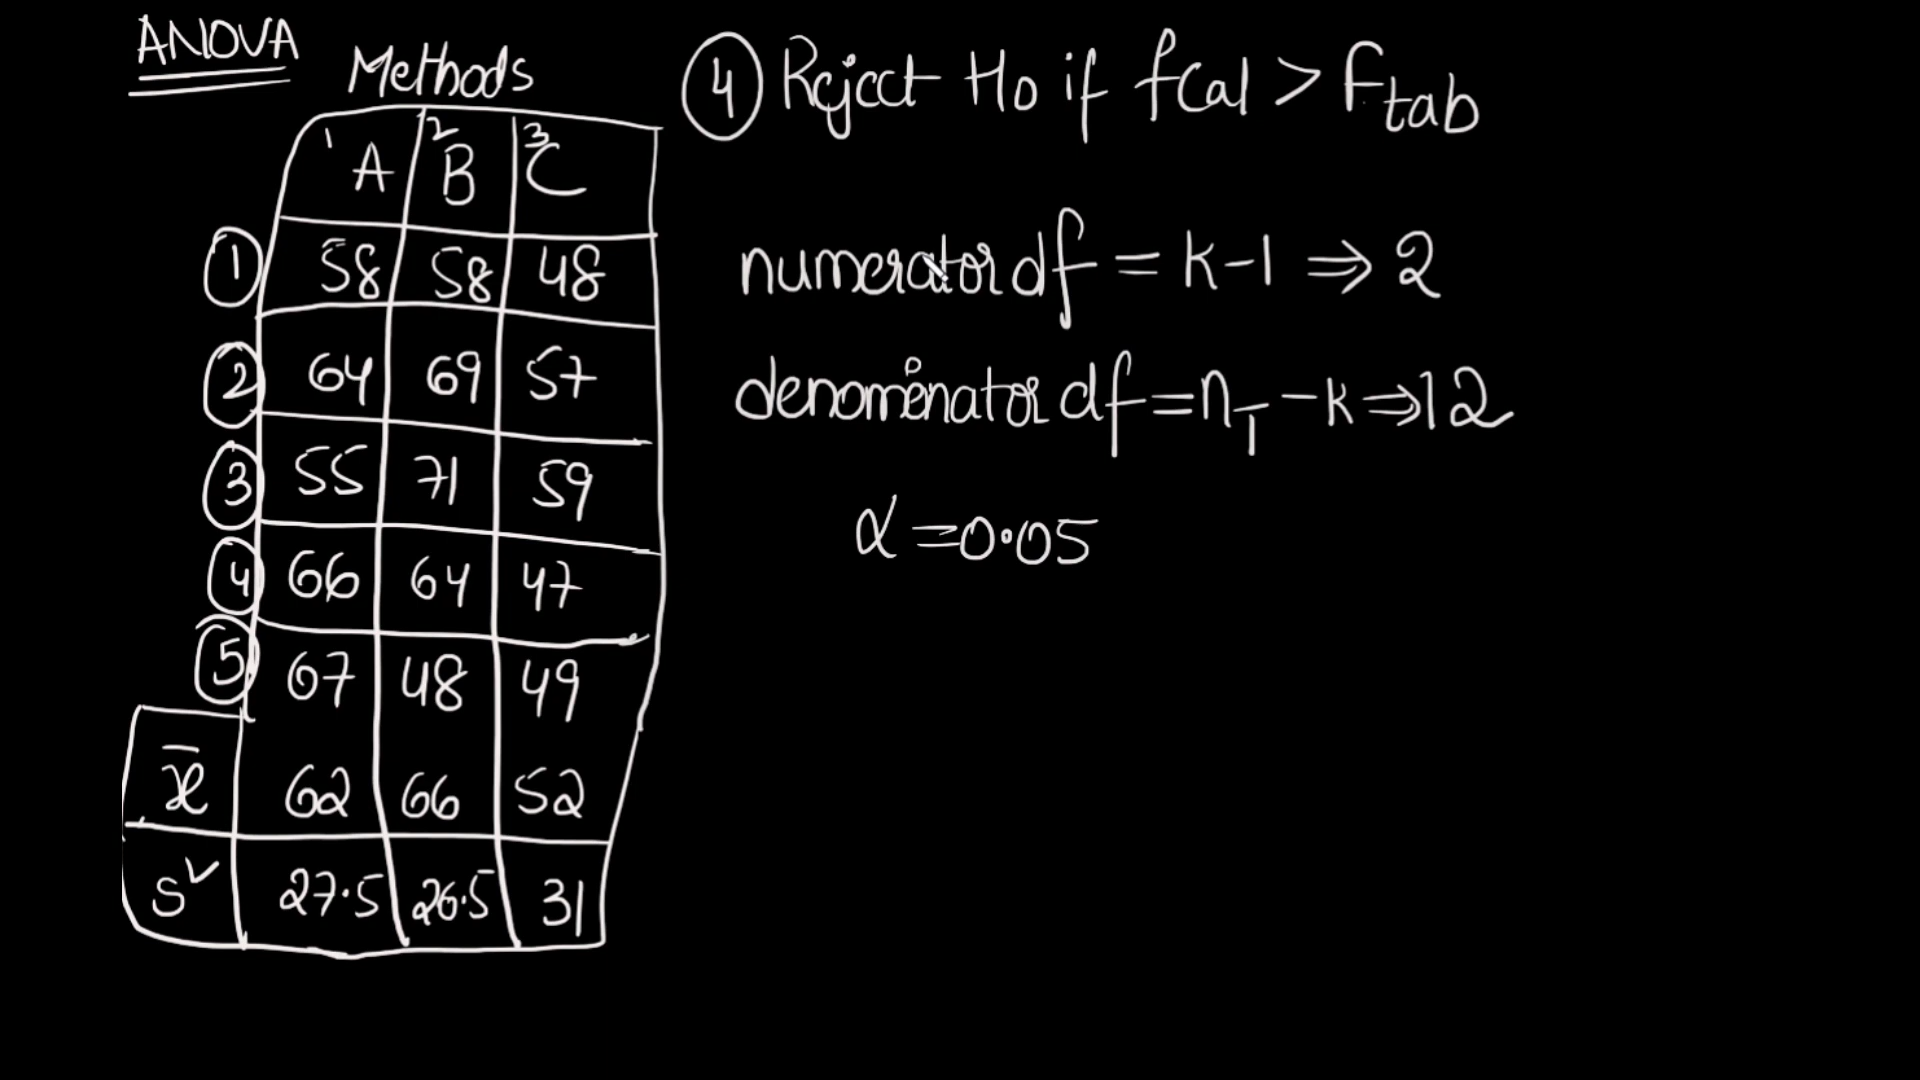 ANOVA
Methods
1 A 2 B 3 C
① 58 58 48
② 64 69 57
③ 55 71 59
④ 66 64 47
⑤ 67 48 49
x̄ 62 66 52
s² 27.5 26.5 31
④ Reject Ho if fcal > Ftab
numerator df = k-1 ⇒ 2
denominator df = nT - k ⇒ 12
α = 0.05